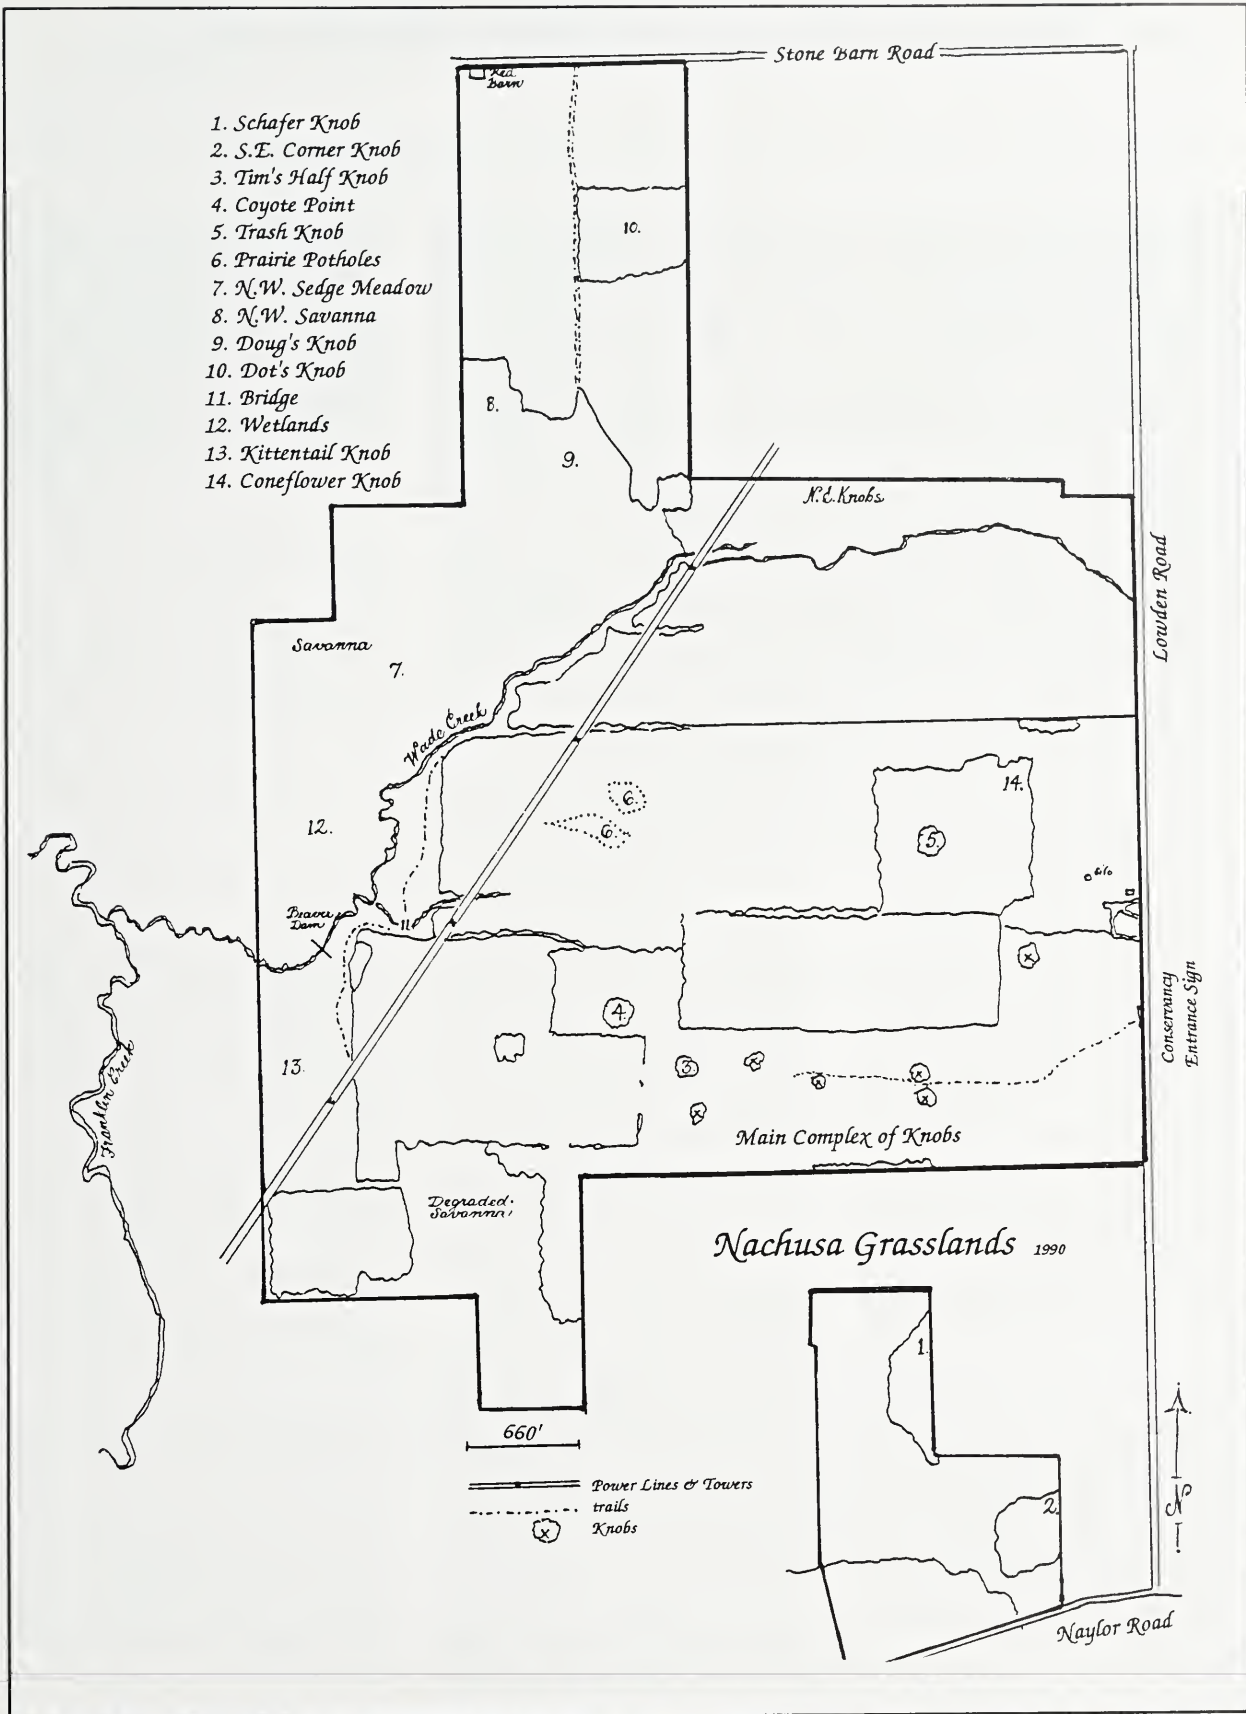 Stone Barn Road
Red
Barn
1. Schafer Knob
2. S.E. Corner Knob
3. Tim's Half Knob
4. Coyote Point
5. Trash Knob
6. Prairie Potholes
7. N.W. Sedge Meadow
8. N.W. Savanna
9. Doug's Knob
10. Dot's Knob
11. Bridge
12. Wetlands
13. Kittentail Knob
14. Coneflower Knob
10.
8.
9.
N.E. Knobs
Lowden Road
Savanna
7.
Wade Creek
6.
6.
14.
5.
12.
silo
Beaver
Dam
11
x
4.
Conservancy
Entrance Sign
Franklin Creek
13.
3.
x
x
x
x
x
Main Complex of Knobs
Degraded
Savanna
Nachusa Grasslands 1990
1.
660'
Power Lines & Towers
trails
x Knobs
2.
N
Naylor Road